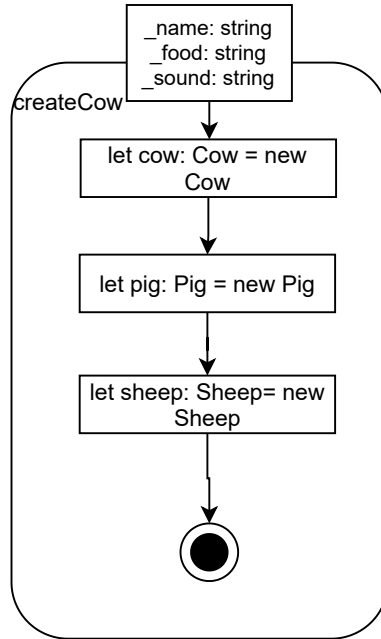 _name: string
_food: string
_sound: string
createCow
let cow: Cow = new
Cow
let pig: Pig = new Pig
let sheep: Sheep= new
Sheep